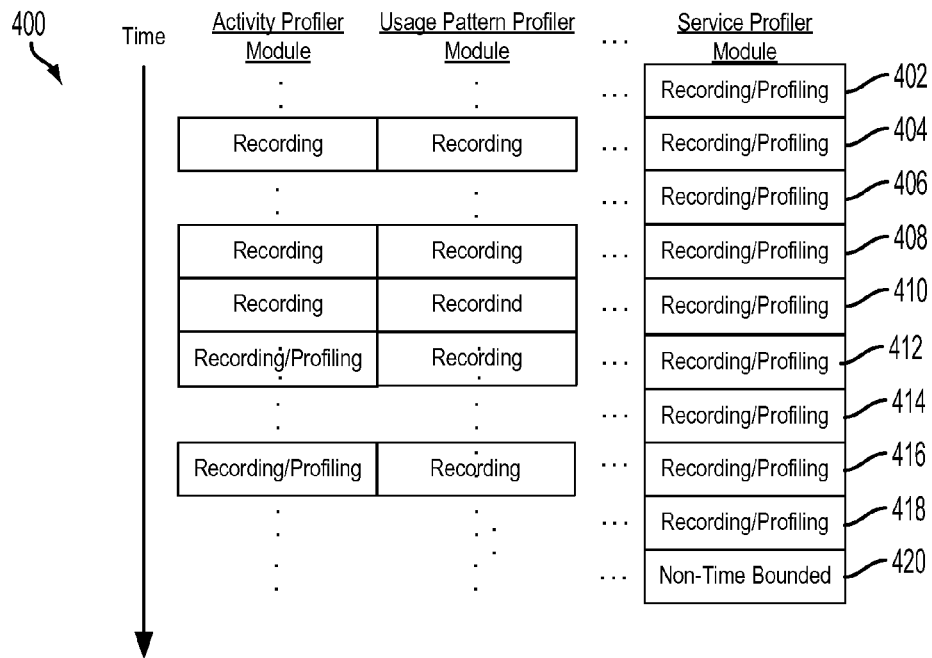 400
Time
Activity Profiler
Module
Usage Pattern Profiler
Module
...
Service Profiler
Module
... Recording/Profiling 402
Recording Recording ... Recording/Profiling 404
... Recording/Profiling 406
Recording Recording ... Recording/Profiling 408
Recording Recordind ... Recording/Profiling 410
Recording/Profiling Recording ... Recording/Profiling 412
... Recording/Profiling 414
Recording/Profiling Recording ... Recording/Profiling 416
... Recording/Profiling 418
... Non-Time Bounded 420